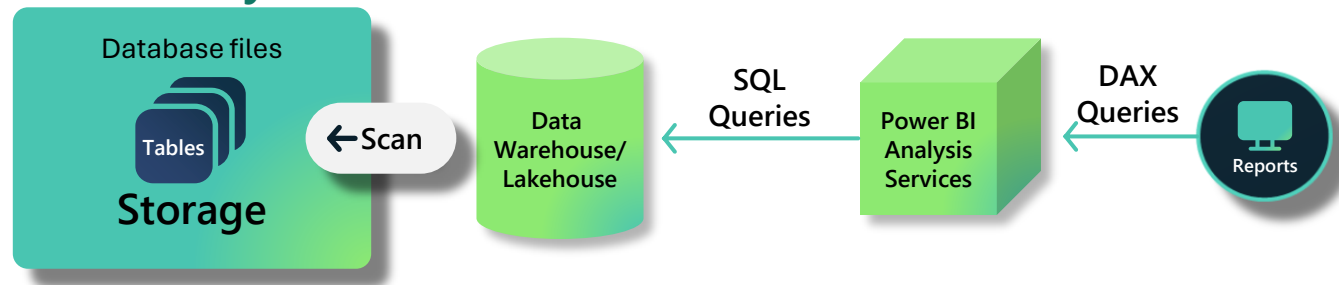 Database files
Tables
Storage
Scan
Data
Warehouse/
Lakehouse
SQL
Queries
Power BI
Analysis
Services
DAX
Queries
Reports